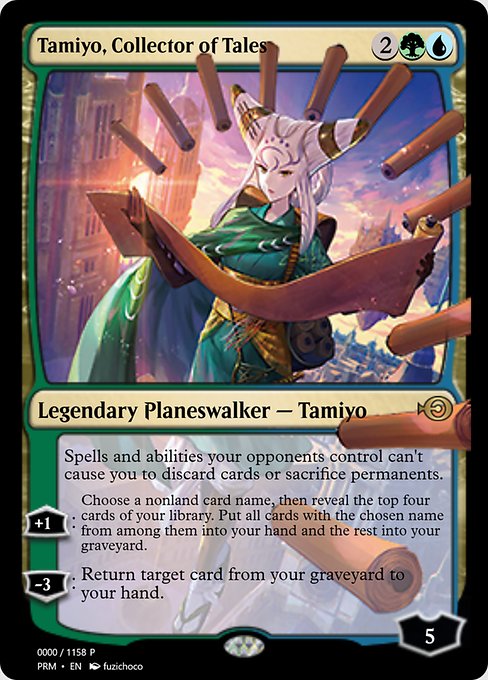 Tamiyo, Collector of Tales 2
Legendary Planeswalker — Tamiyo
Spells and abilities your opponents control can't
cause you to discard cards or sacrifice permanents.
+1 : Choose a nonland card name, then reveal the top four
cards of your library. Put all cards with the chosen name
from among them into your hand and the rest into your
graveyard.
-3 : Return target card from your graveyard to
your hand.
5
0000 / 1158 P
PRM • EN fuzichoco